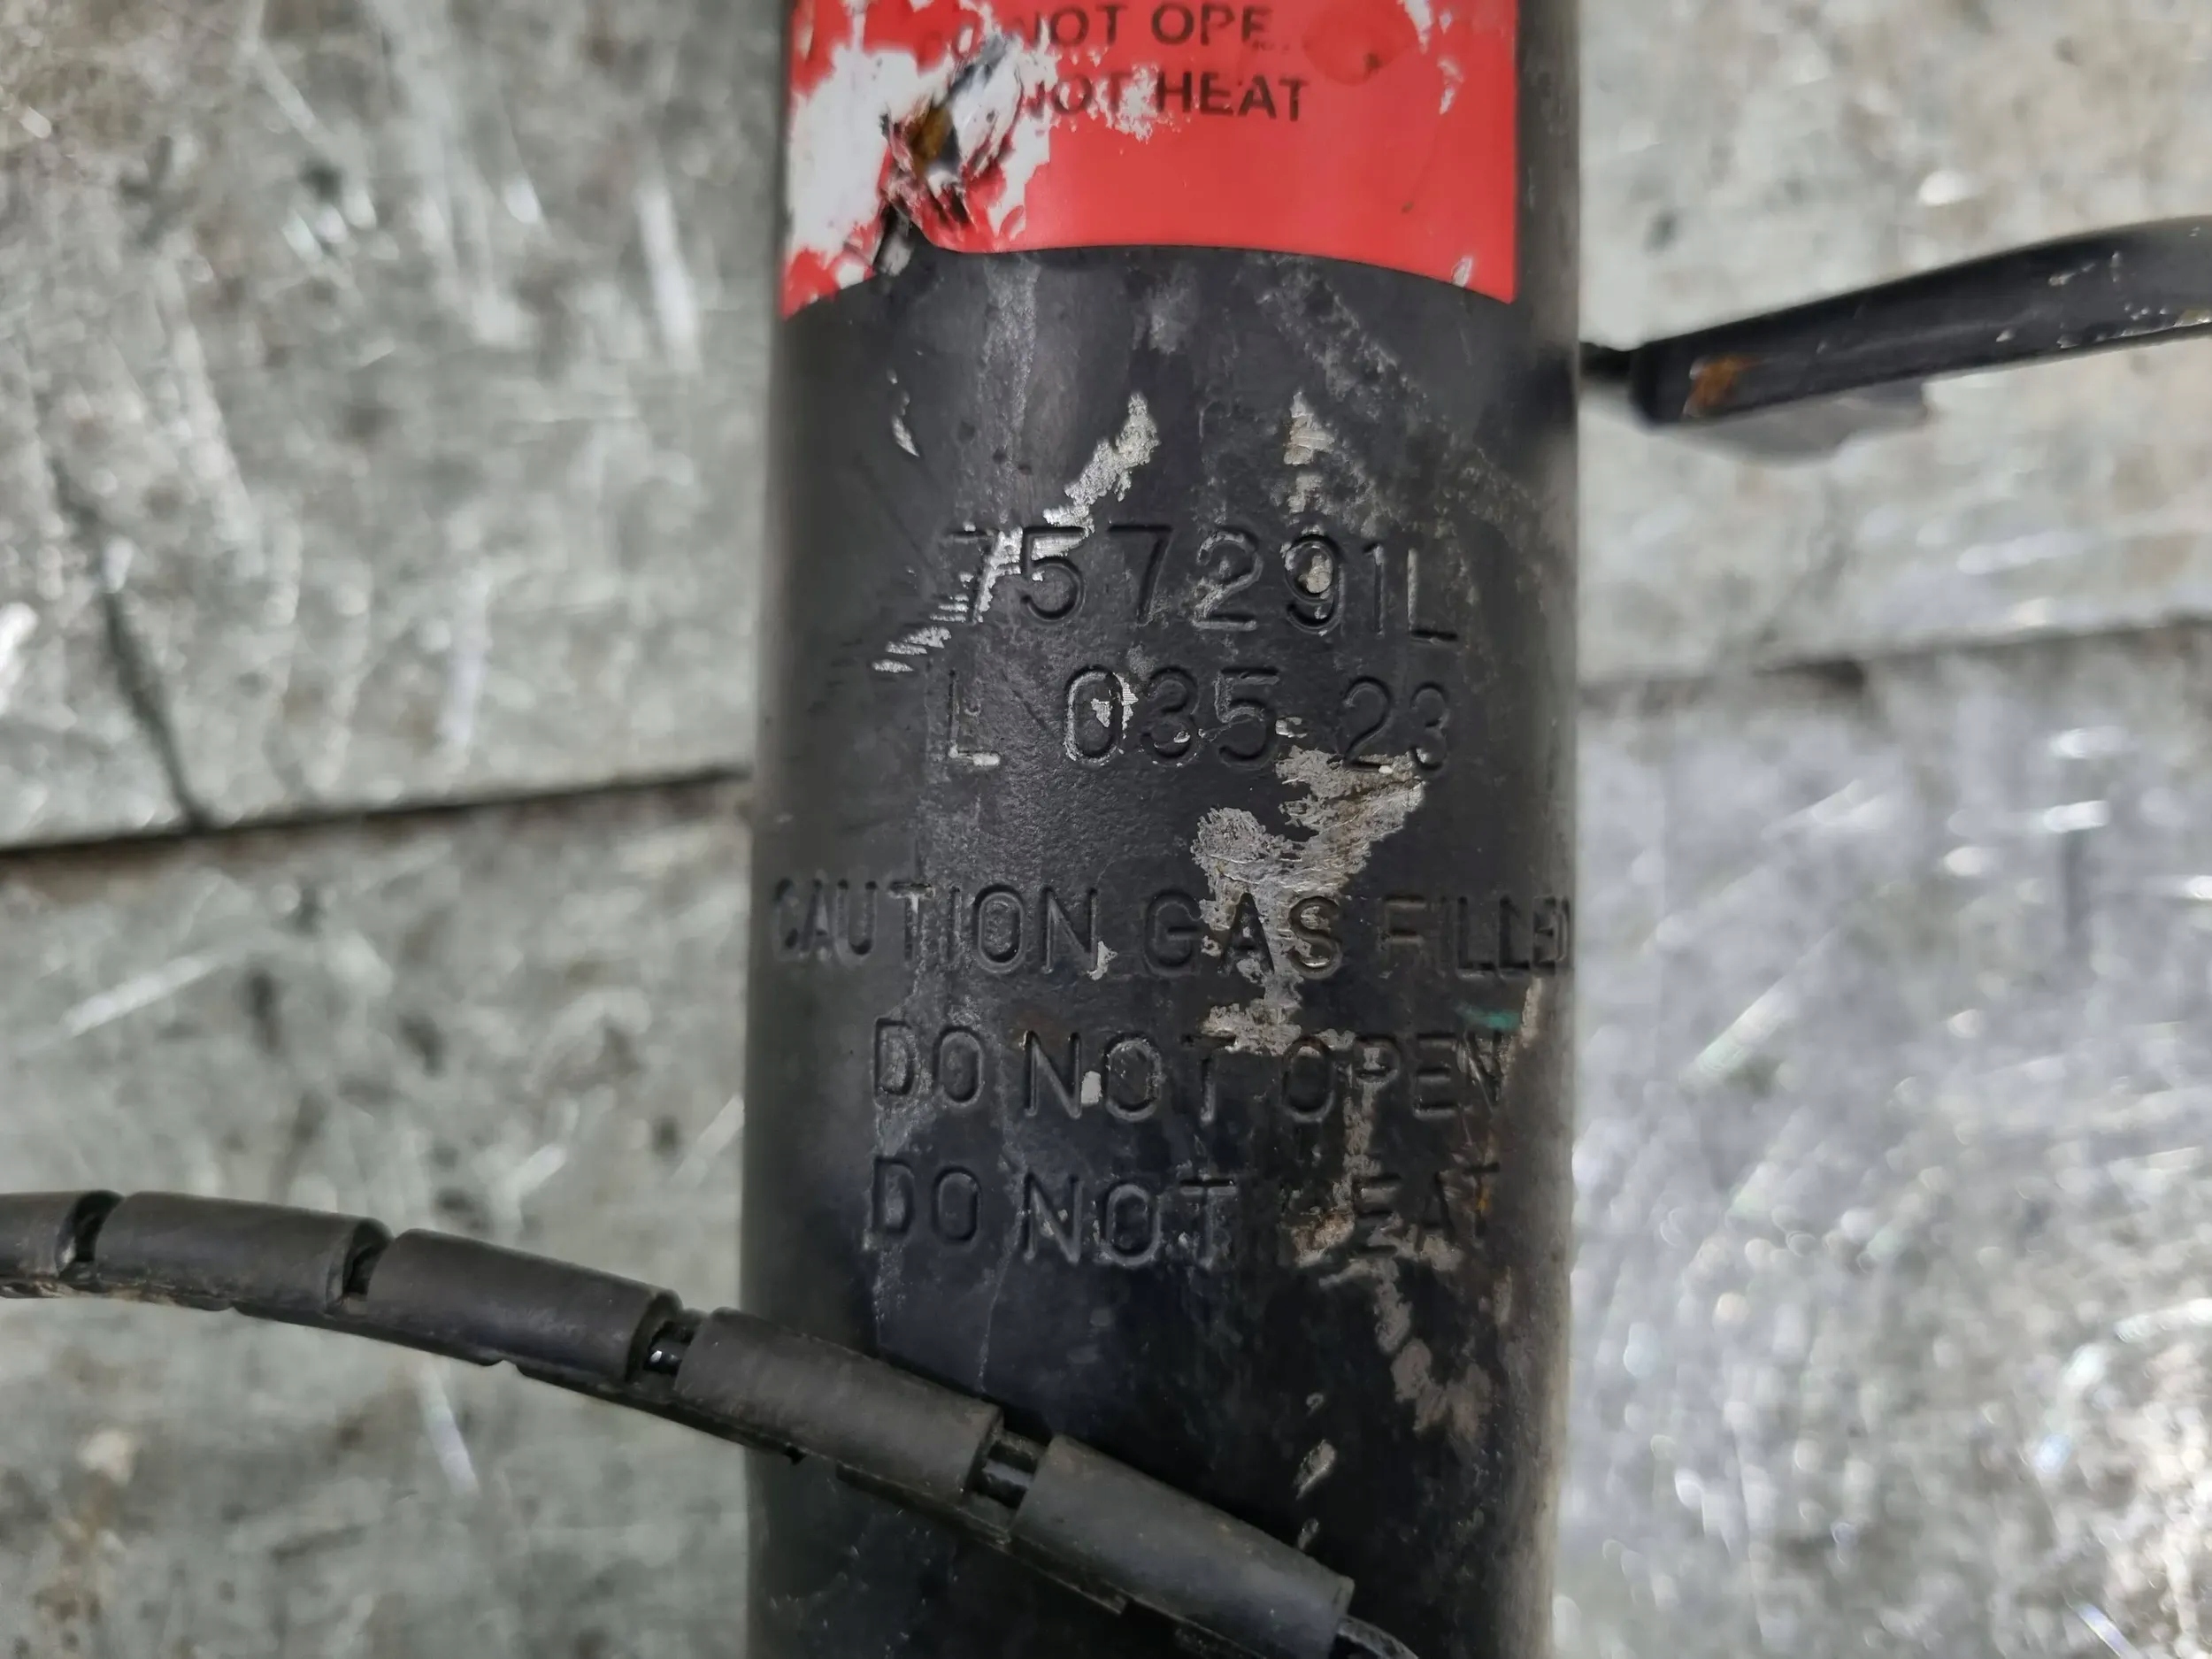 NOT OPE
NOT HEAT
757291L
L 035 23
CAUTION GAS FILLED
DO NOT OPEN
DO NOT HEAT